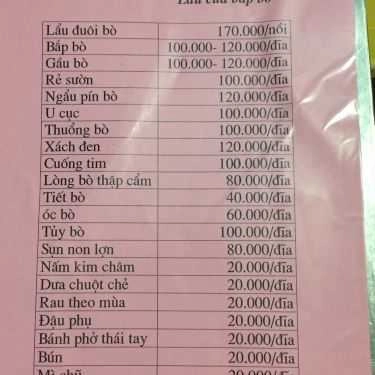 Lẩu đuôi bò 170.000/nồi
Bắp bò 100.000- 120.000/đĩa
Gầu bò 100.000- 120.000/đĩa
Rẻ sườn 100.000/đĩa
Ngẩu pín bò 120.000/đĩa
U cục 100.000/đĩa
Thuổng bò 100.000/đĩa
Xách đen 120.000/đĩa
Cuống tim 100.000/đĩa
Lòng bò thập cẩm 80.000/đĩa
Tiết bò 40.000/đĩa
óc bò 60.000/đĩa
Tủy bò 100.000/đĩa
Sụn non lợn 80.000/đĩa
Nấm kim châm 20.000/đĩa
Dưa chuột chẻ 20.000/đĩa
Rau theo mùa 20.000/đĩa
Đậu phụ 20.000/đĩa
Bánh phở thái tay 20.000/đĩa
Bún 20.000/đĩa
Mì chũ 20.000/đĩa